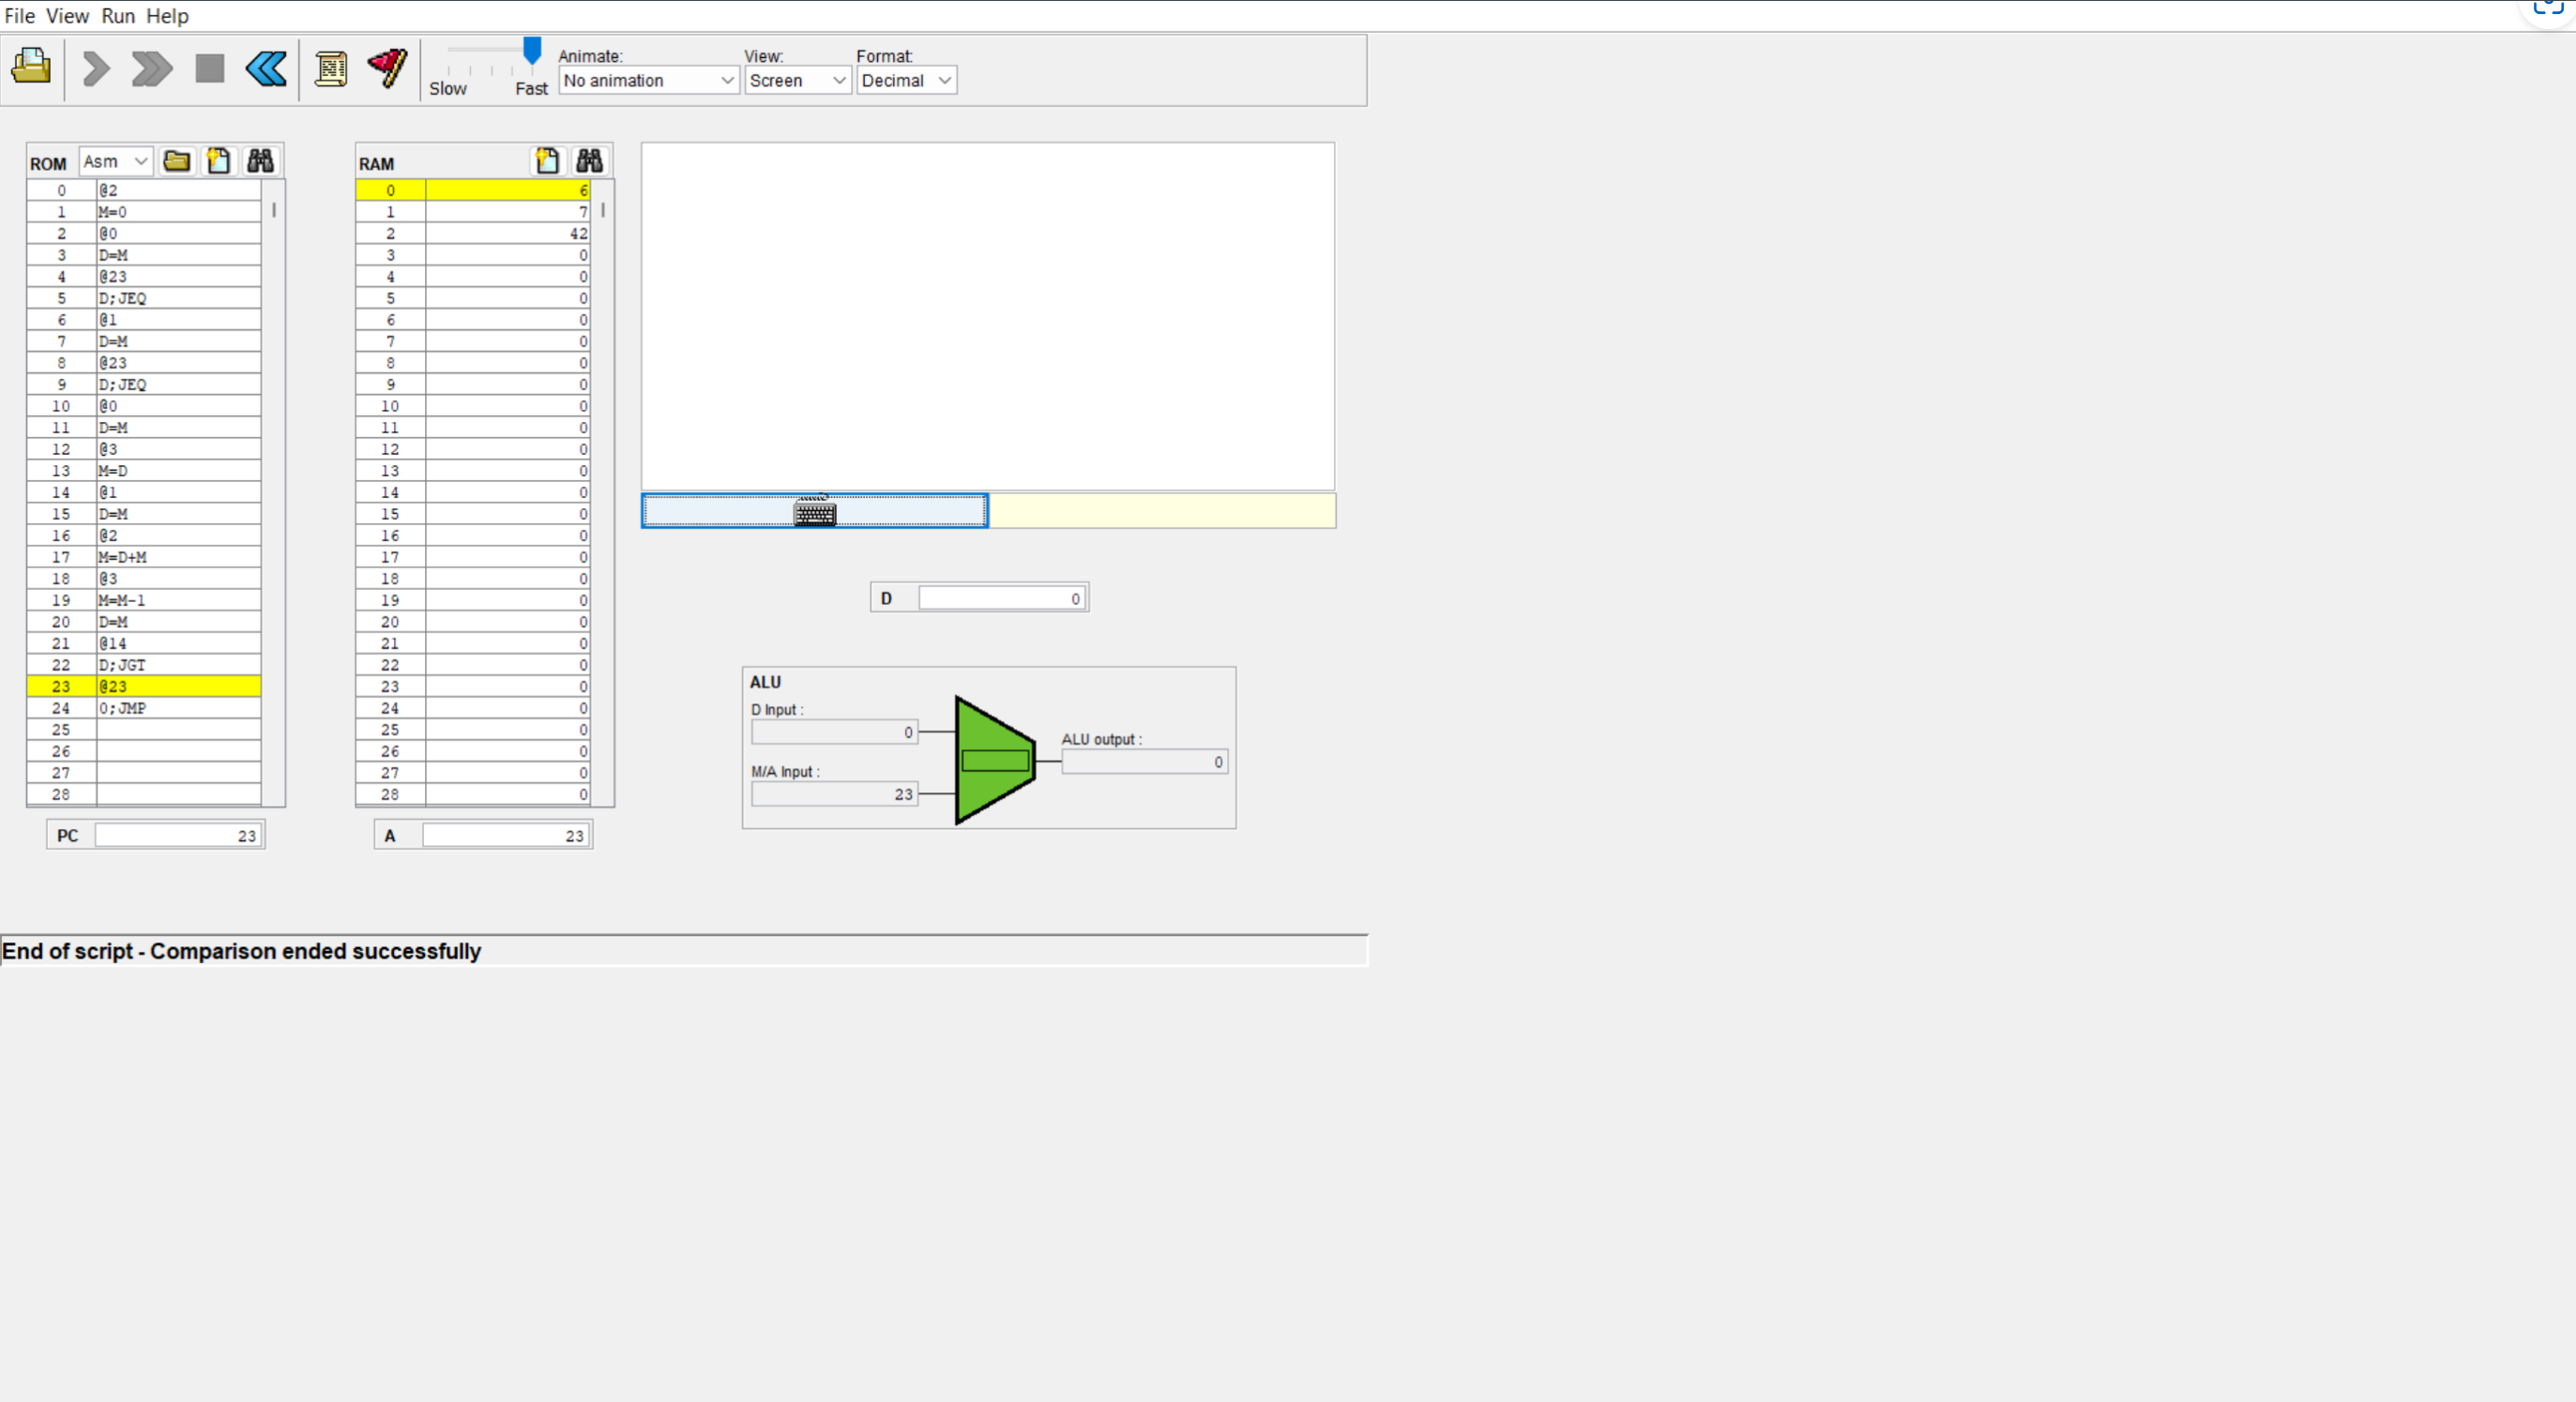 File View Run Help
Slow Fast
Animate: View: Format:
No animation Screen Decimal
ROM Asm
0 @2
1 M=0
2 @0
3 D=M
4 @23
5 D;JEQ
6 @1
7 D=M
8 @23
9 D;JEQ
10 @0
11 D=M
12 @3
13 M=D
14 @1
15 D=M
16 @2
17 M=D+M
18 @3
19 M=M-1
20 D=M
21 @14
22 D;JGT
23 @23
24 0;JMP
25
26
27
28
PC 23
RAM
0 6
1 7
2 42
3 0
4 0
5 0
6 0
7 0
8 0
9 0
10 0
11 0
12 0
13 0
14 0
15 0
16 0
17 0
18 0
19 0
20 0
21 0
22 0
23 0
24 0
25 0
26 0
27 0
28 0
A 23
D 0
ALU
D Input :
0
M/A Input :
23
ALU output :
0
End of script - Comparison ended successfully